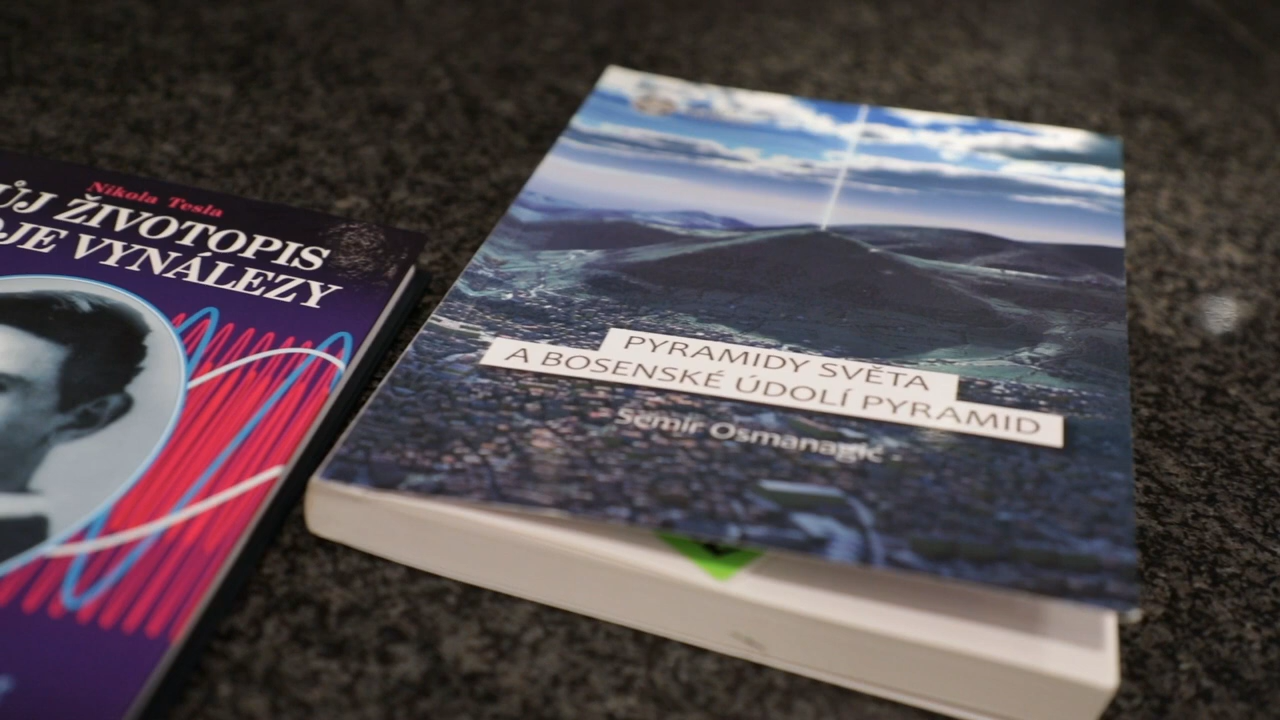 Nikola Tesla
ŮJ ŽIVOTOPIS
JE VYNÁLEZY
PYRAMIDY SVĚTA
A BOSENSKÉ ÚDOLÍ PYRAMID
Semir Osmanagić